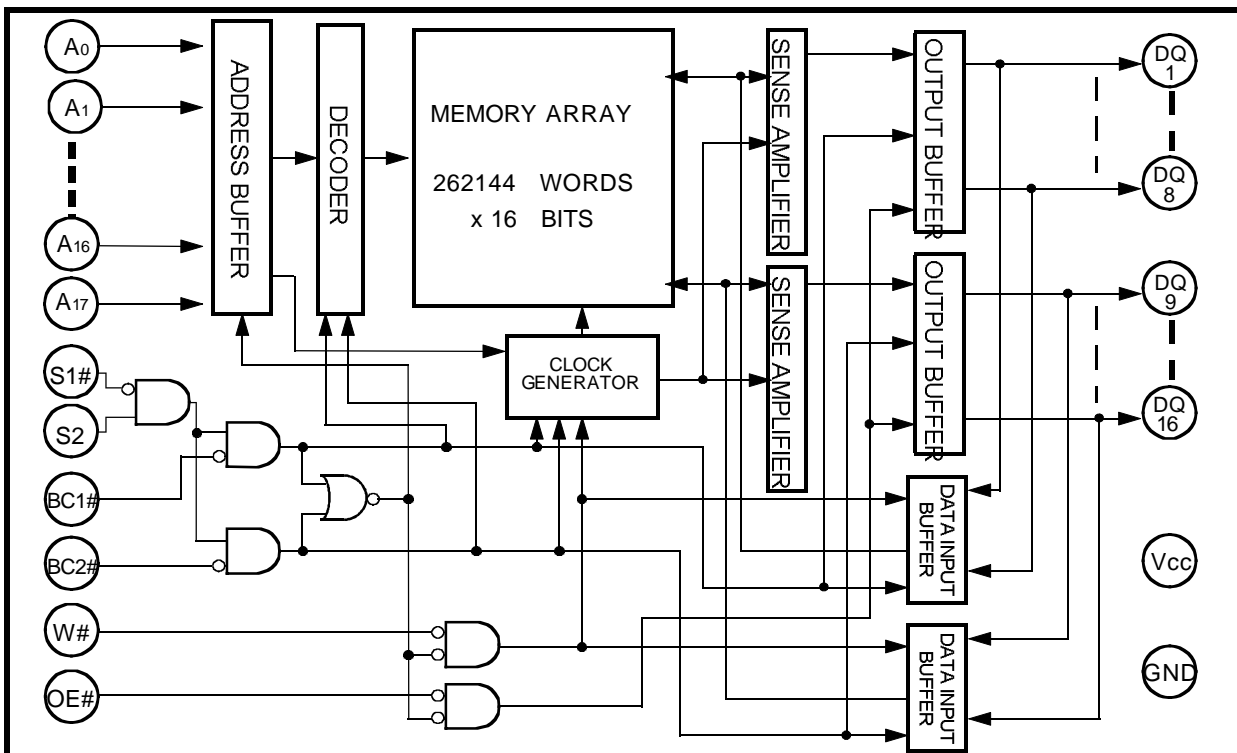 A0
A1
A16
A17
S1#
S2
BC1#
BC2#
W#
OE#
ADDRESS BUFFER
DECODER
MEMORY ARRAY
262144 WORDS
x 16 BITS
CLOCK
GENERATOR
SENSE AMPLIFIER
SENSE AMPLIFIER
OUTPUT BUFFER
OUTPUT BUFFER
DATA INPUT
BUFFER
DATA INPUT
BUFFER
DQ
1
DQ
8
DQ
9
DQ
16
Vcc
GND